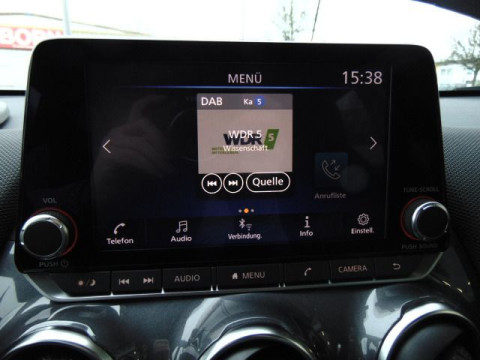 BORN
MENÜ
15:38
DAB Ka 5
WDR 5
Wissenschaft
Quelle
Anrufliste
VOL
TUNE·SCROLL
Telefon
Audio
Verbindung.
Info
Einstell.
PUSH
PUSH SOUND
AUDIO
MENU
CAMERA